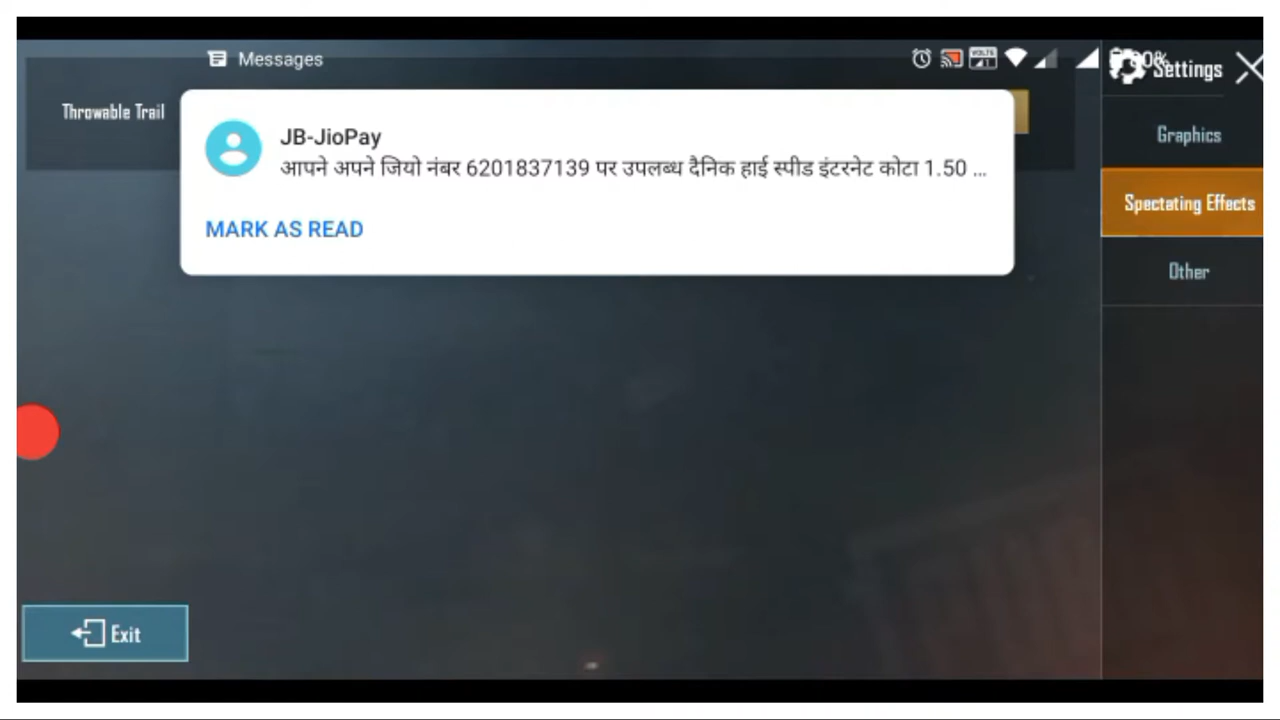 Messages
Settings
Throwable Trail
JB-JioPay
आपने अपने जियो नंबर 6201837139 पर उपलब्ध दैनिक हाई स्पीड इंटरनेट कोटा 1.50 ...
MARK AS READ
Graphics
Spectating Effects
Other
Exit